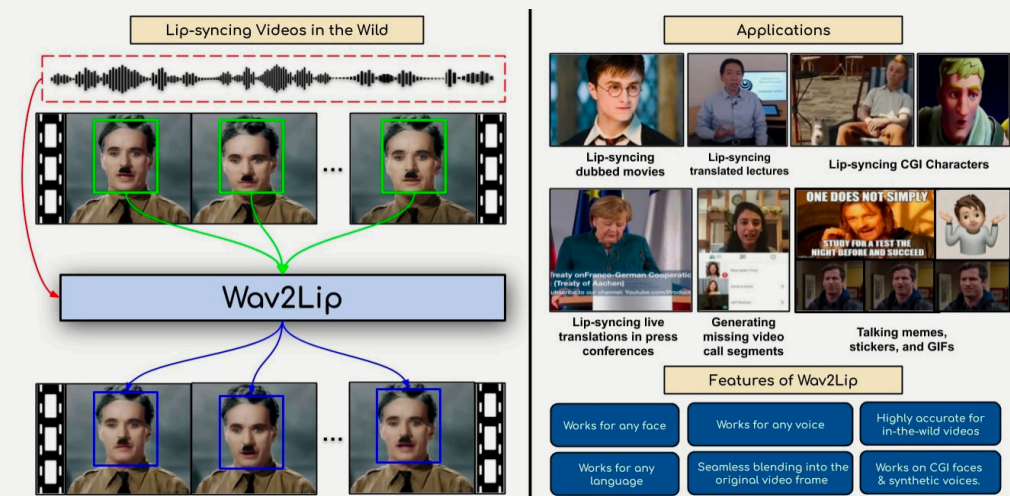 Lip-syncing Videos in the Wild
...
Wav2Lip
...
Applications
Lip-syncing
dubbed movies
Lip-syncing
translated lectures
Lip-syncing CGI Characters
Treaty onFranco-German Cooperatic
(Treaty of Aachen)
ubscribe to our channel: Youtube.com/Product
ONE DOES NOT SIMPLY
STUDY FOR A TEST THE
NIGHT BEFORE AND SUCCEED
Lip-syncing live
translations in press
conferences
Generating
missing video
call segments
Talking memes,
stickers, and GIFs
Features of Wav2Lip
Works for any face
Works for any voice
Highly accurate for
in-the-wild videos
Works for any
language
Seamless blending into the
original video frame
Works on CGI faces
& synthetic voices.